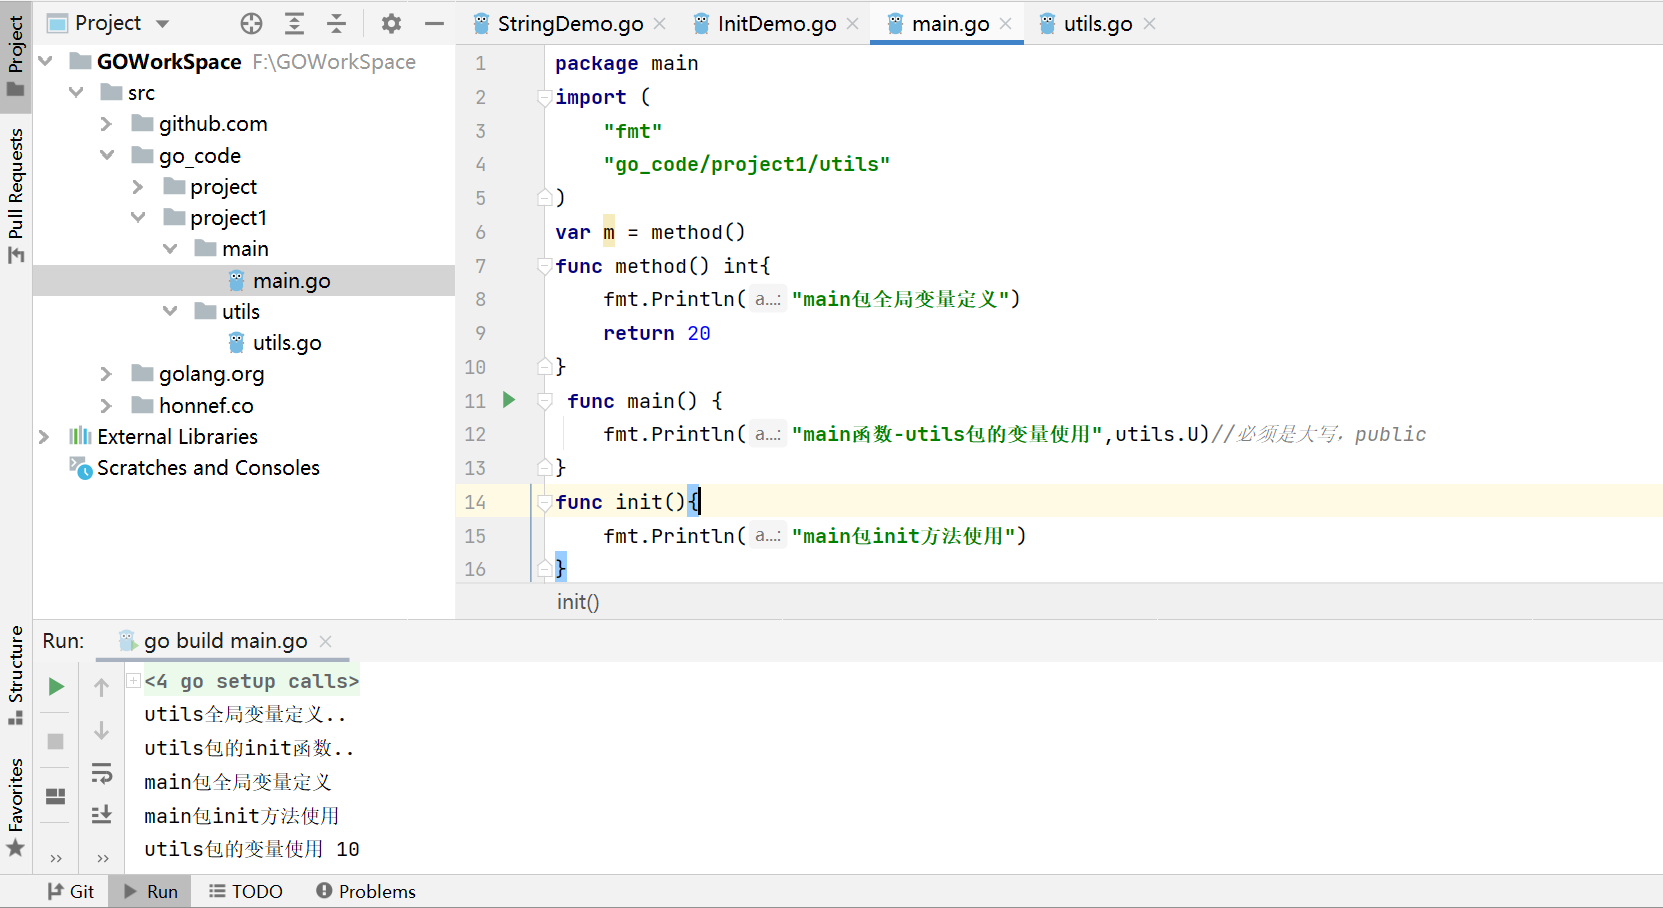 Project
StringDemo.go
InitDemo.go
main.go
utils.go
Project
Pull Requests
Structure
Favorites
GOWorkSpace F:\GOWorkSpace
src
github.com
go_code
project
project1
main
main.go
utils
utils.go
golang.org
honnef.co
External Libraries
Scratches and Consoles
1 package main
2 import (
3 "fmt"
4 "go_code/project1/utils"
5 )
6 var m = method()
7 func method() int{
8 fmt.Println( a...: "main包全局变量定义")
9 return 20
10 }
11 func main() {
12 fmt.Println( a...: "main函数-utils包的变量使用",utils.U)//必须是大写，public
13 }
14 func init(){
15 fmt.Println( a...: "main包init方法使用")
16 }
init()
Run: go build main.go
<4 go setup calls>
utils全局变量定义..
utils包的init函数..
main包全局变量定义
main包init方法使用
utils包的变量使用 10
Git Run TODO Problems